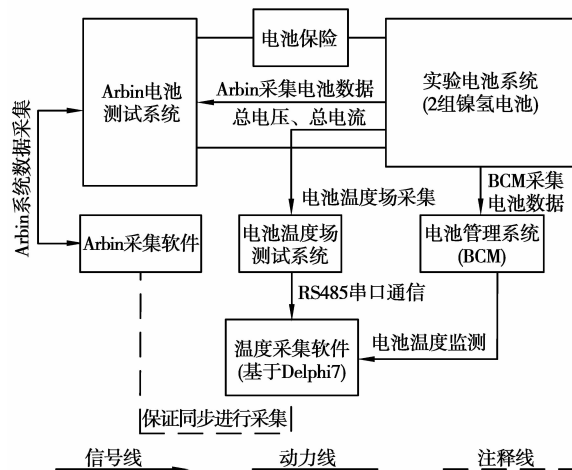 电池保险
Arbin电池
测试系统
实验电池系统
(2组镍氢电池)
Arbin采集电池数据
总电压、总电流
Arbin系统数据采集
电池温度场采集
BCM采集
电池数据
Arbin采集软件
电池温度场
测试系统
电池管理系统
(BCM)
RS485串口通信
温度采集软件
(基于Delphi7)
电池温度监测
保证同步进行采集
信号线
动力线
注释线